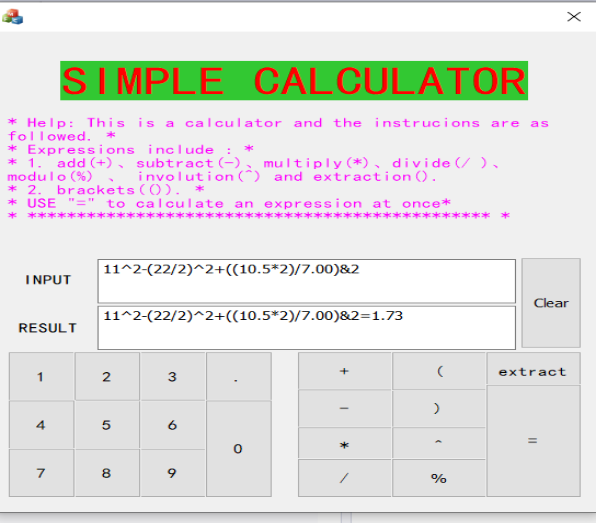 SIMPLE CALCULATOR
* Help: This is a calculator and the instrucions are as
followed. *
* Expressions include : *
* 1. add(+)、subtract(-)、multiply(*)、divide(/ )、
modulo(%) 、 involution(^) and extraction().
* 2. brackets(()). *
* USE "=" to calculate an expression at once*
* *********************************************** *
INPUT
11^2-(22/2)^2+((10.5*2)/7.00)&2
Clear
RESULT
11^2-(22/2)^2+((10.5*2)/7.00)&2=1.73
1 2 3 . + ( extract
- )
4 5 6 0 * ^ =
7 8 9 / %